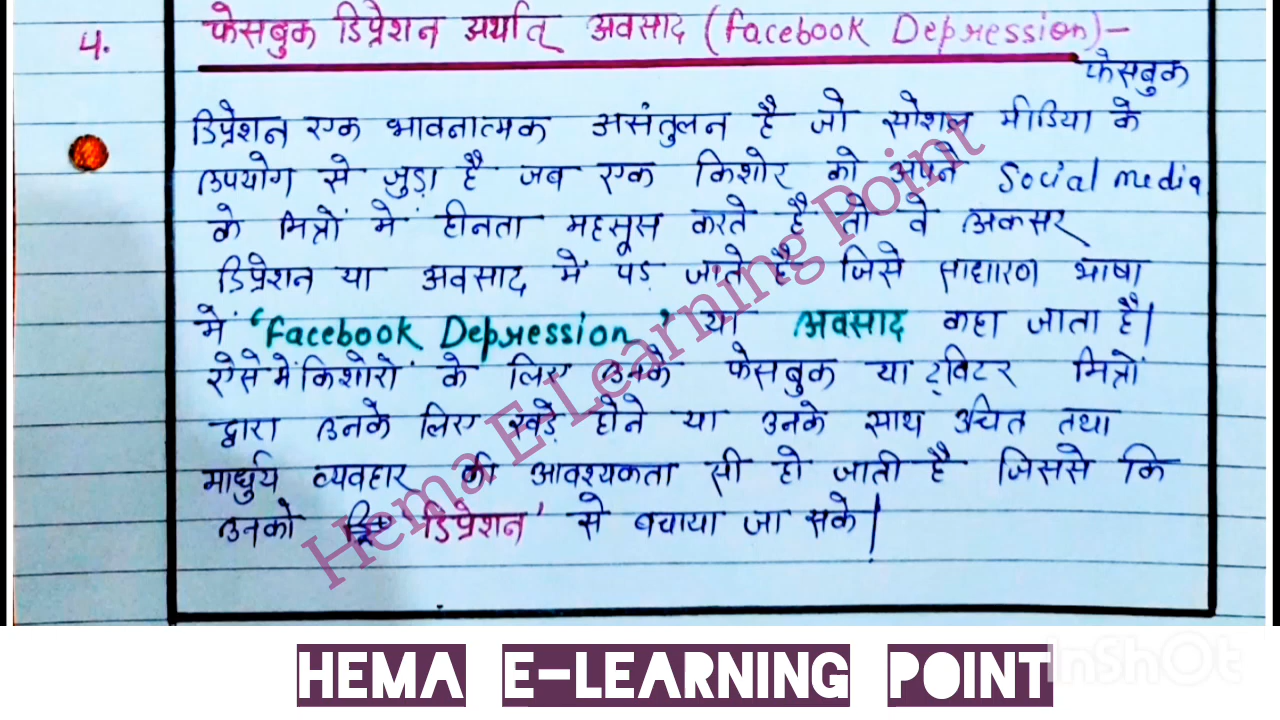 4. फेसबुक डिप्रेशन अर्थात् अवसाद (Facebook Depression)-
फेसबुक
डिप्रेशन एक भावनात्मक असंतुलन है जो सोशल मीडिया के
उपयोग से जुड़ा है जब एक किशोर को अपने Social media
के मित्रों में हीनता महसूस करते है तो वे अकसर
डिप्रेशन या अवसाद में पड़ जाते है जिसे साधारण भाषा
में 'Facebook Depression' या अवसाद कहा जाता है।
ऐसे में किशोरों के लिए उनके फेसबुक या ट्विटर मित्रों
द्वारा उनके लिए खड़े होने या उनके साथ उचित तथा
मार्धुय व्यवहार की आवश्यकता सी हो जाती है जिससे कि
उनको डिप्रेशन' से बचाया जा सके।
Hema E-Learning Point
HEMA E-LEARNING POINT
InShOt